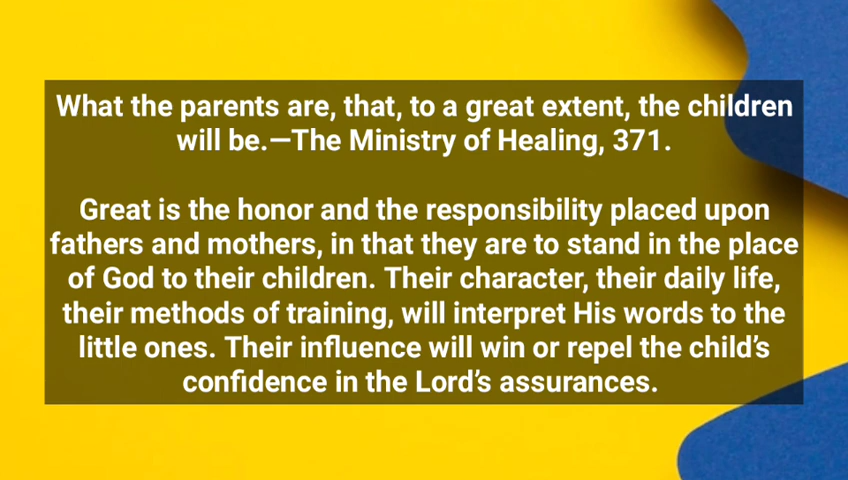 What the parents are, that, to a great extent, the children
will be.—The Ministry of Healing, 371.
Great is the honor and the responsibility placed upon
fathers and mothers, in that they are to stand in the place
of God to their children. Their character, their daily life,
their methods of training, will interpret His words to the
little ones. Their influence will win or repel the child’s
confidence in the Lord’s assurances.